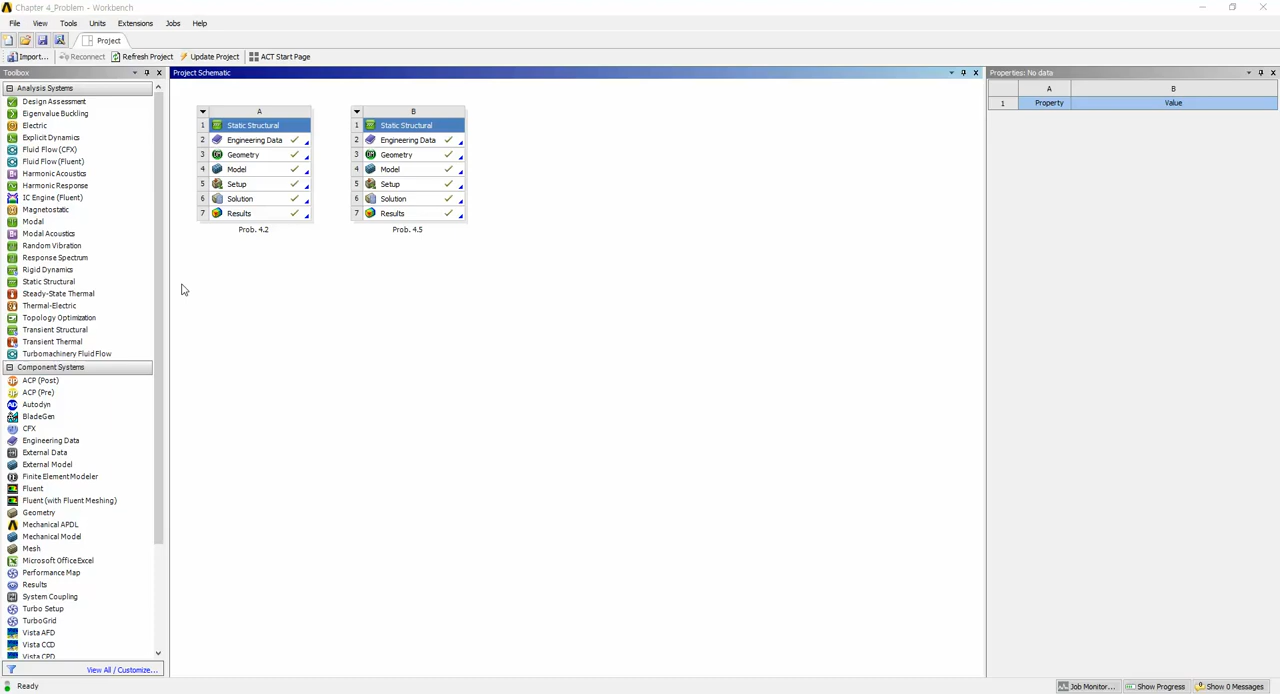 Chapter 4_Problem - Workbench
File View Tools Units Extensions Jobs Help
Project
Import... Reconnect Refresh Project Update Project ACT Start Page
Toolbox
Analysis Systems
Design Assessment
Eigenvalue Buckling
Electric
Explicit Dynamics
Fluid Flow (CFX)
Fluid Flow (Fluent)
Harmonic Acoustics
Harmonic Response
IC Engine (Fluent)
Magnetostatic
Modal
Modal Acoustics
Random Vibration
Response Spectrum
Rigid Dynamics
Static Structural
Steady-State Thermal
Thermal-Electric
Topology Optimization
Transient Structural
Transient Thermal
Turbomachinery Fluid Flow
Component Systems
ACP (Post)
ACP (Pre)
Autodyn
BladeGen
CFX
Engineering Data
External Data
External Model
Finite Element Modeler
Fluent
Fluent (with Fluent Meshing)
Geometry
Mechanical APDL
Mechanical Model
Mesh
Microsoft Office Excel
Performance Map
Results
System Coupling
Turbo Setup
TurboGrid
Vista AFD
Vista CCD
Vista CPD
View All / Customize...
Project Schematic
A
1 Static Structural
2 Engineering Data
3 Geometry
4 Model
5 Setup
6 Solution
7 Results
Prob. 4.2
B
1 Static Structural
2 Engineering Data
3 Geometry
4 Model
5 Setup
6 Solution
7 Results
Prob. 4.5
Properties: No data
A B
1 Property Value
Ready
Job Monitor... Show Progress Show 0 Messages